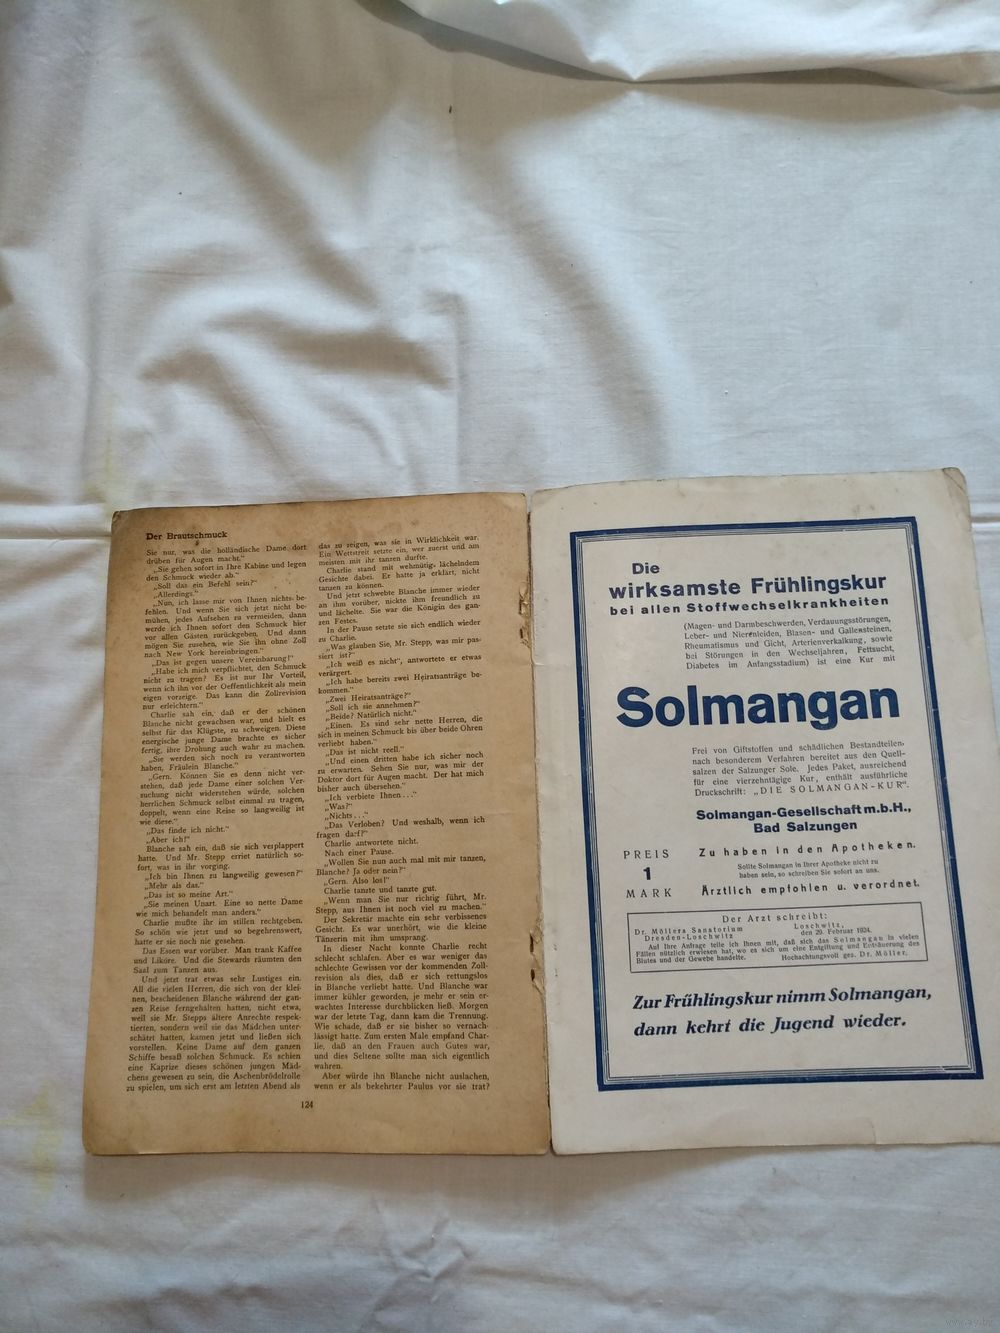 Der Brautschmuck
Sie nur, was die holländische Dame dort
drüben für Augen macht.“
„Sie gehen sofort in Ihre Kabine und legen
den Schmuck wieder ab.“
„Soll das ein Befehl sein?“
„Allerdings.“
„Nun, ich lasse mir von Ihnen nichts be-
fehlen. Und wenn Sie sich jetzt nicht be-
mühen, jedes Aufsehen zu vermeiden, dann
werde ich Ihnen sofort den Schmuck hier
vor allen Gästen zurückgeben. Und dann
mögen Sie zusehen, wie Sie ihn ohne Zoll
nach New York hereinbringen.“
„Das ist gegen unsere Vereinbarung!“
„Habe ich mich verpflichtet, den Schmuck
nicht zu tragen? Es ist nur Ihr Vorteil,
wenn ich ihn vor der Oeffentlichkeit als mein
eigen vorzeige. Das kann die Zollrevision
nur erleichtern.“
Charlie sah ein, daß er der schönen
Blanche nicht gewachsen war, und hielt es
selbst für das Klügste, zu schweigen. Diese
energische junge Dame brachte es sicher
fertig, ihre Drohung auch wahr zu machen.
„Sie werden sich noch zu verantworten
haben, Fräulein Blanche.“
„Gern. Können Sie es denn nicht ver-
stehen, daß jede Dame einer solchen Ver-
suchung nicht widerstehen würde, solchen
herrlichen Schmuck selbst einmal zu tragen,
doppelt, wenn eine Reise so langweilig ist
wie diese.“
„Das finde ich nicht.“
„Aber ich!“
Blanche sah ein, daß sie sich verplappert
hatte. Und Mr. Stepp erriet natürlich so-
fort, was in ihr vorging.
„Ich bin Ihnen zu langweilig gewesen?“
„Mehr als das.“
„Das ist so meine Art.“
„Sie meinen Unart. Eine so nette Dame
wie mich behandelt man anders.“
Charlie mußte ihr im stillen rechtgeben.
So schön wie jetzt und so begehrenswert,
hatte er sie noch nie gesehen.
Das Essen war vorüber. Man trank Kaffee
und Liköre. Und die Stewards räumten den
Saal zum Tanzen aus.
Und jetzt trat etwas sehr Lustiges ein.
All die vielen Herren, die sich von der klei-
nen, bescheidenen Blanche während der gan-
zen Reise ferngehalten hatten, nicht etwa,
weil sie Mr. Stepps ältere Anrechte respek-
tierten, sondern weil sie das Mädchen unter-
schätzt hatten, kamen jetzt und ließen sich
vorstellen. Keine Dame auf dem ganzen
Schiffe besaß solchen Schmuck. Es schien
eine Kaprize dieses schönen jungen Mäd-
chens gewesen zu sein, die Aschenbrödelrolle
zu spielen, um sich erst am letzten Abend als
das zu zeigen, was sie in Wirklichkeit war.
Ein Wettstreit setzte ein, wer zuerst und am
meisten mit ihr tanzen durfte.
Charlie stand mit wehmütig, lächelndem
Gesichte dabei. Er hatte ja erklärt, nicht
tanzen zu können.
Und jetzt schwebte Blanche immer wieder
an ihm vorüber, nickte ihm freundlich zu
und lächelte. Sie war die Königin des gan-
zen Festes.
In der Pause setzte sie sich endlich wieder
zu Charlie.
„Was glauben Sie, Mr. Stepp, was mir pas-
siert ist?“
„Ich weiß es nicht“, antwortete er etwas
verärgert.
„Ich habe bereits zwei Heiratsanträge be-
kommen.“
„Zwei Heiratsanträge?“
„Soll ich sie annehmen?“
„Beide? Natürlich nicht.“
„Einen. Es sind sehr nette Herren, die
sich in meinen Schmuck bis über beide Ohren
verliebt haben.“
„Das ist nicht reell.“
„Und einen dritten habe ich sicher noch
zu erwarten. Sehen Sie nur, was mir der
Doktor dort für Augen macht. Der hat mich
bisher auch übersehen.“
„Ich verbiete Ihnen . . .“
„Was?“
„Nichts . . .“
„Das Verloben? Und weshalb, wenn ich
fragen darf?“
Charlie antwortete nicht.
Nach einer Pause.
„Wollen Sie nun auch mal mit mir tanzen,
Blanche? Ja oder nein?“
„Gern. Also los!“
Charlie tanzte und tanzte gut.
„Wenn man Sie nur richtig führt, Mr.
Stepp, aus Ihnen ist noch viel zu machen.“
Der Sekretär machte ein sehr verbissenes
Gesicht. Es war unerhört, wie die kleine
Tänzerin mit ihm umsprang.
In dieser Nacht konnte Charlie recht
schlecht schlafen. Aber es war weniger das
schlechte Gewissen vor der kommenden Zoll-
revision als dies, daß er sich rettungslos
in Blanche verliebt hatte. Und Blanche war
immer kühler geworden, je mehr er sein er-
wachtes Interesse durchblicken ließ. Morgen
war der letzte Tag, dann kam die Trennung.
Wie schade, daß er sie bisher so vernach-
lässigt hatte. Zum ersten Male empfand Char-
lie, daß an den Frauen auch Gutes war,
und dies Seltene sollte man sich eigentlich
wahren.
Aber würde ihn Blanche nicht auslachen,
wenn er als bekehrter Paulus vor sie trat?
124
Die
wirksamste Frühlingskur
bei allen Stoffwechselkrankheiten
(Magen- und Darmbeschwerden, Verdauungsstörungen,
Leber- und Nierenleiden, Blasen- und Gallensteinen,
Rheumatismus und Gicht, Arterienverkalkung, sowie
bei Störungen in den Wechseljahren, Fettsucht,
Diabetes im Anfangsstadium) ist eine Kur mit
Solmangan
Frei von Giftstoffen und schädlichen Bestandteilen,
nach besonderem Verfahren bereitet aus den Quell-
salzen der Salzunger Sole. Jedes Paket, ausreichend
für eine vierzehntägige Kur, enthält ausführliche
Druckschrift: „DIE SOLMANGAN-KUR“.
Solmangan-Gesellschaft m.b.H.,
Bad Salzungen
PREIS
1
MARK
Zu haben in den Apotheken.
Sollte Solmangan in Ihrer Apotheke nicht zu
haben sein, so schreiben Sie sofort an uns.
Ärztlich empfohlen u. verordnet.
Der Arzt schreibt:
Dr. Möllers Sanatorium
Dresden-Loschwitz
Loschwitz,
den 29. Februar 1924.
Auf Ihre Anfrage teile ich Ihnen mit, daß sich das Solmangan in vielen
Fällen nützlich erwiesen hat, wo es sich um eine Entgiftung und Entsäuerung des
Blutes und der Gewebe handelte. Hochachtungsvoll gez. Dr. Möller.
Zur Frühlingskur nimm Solmangan,
dann kehrt die Jugend wieder.